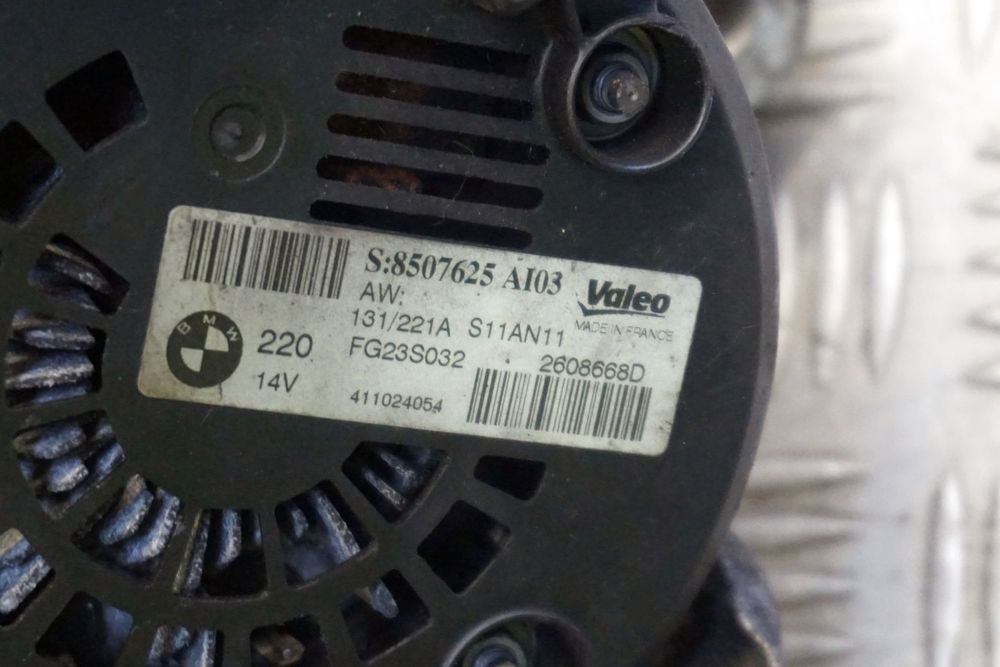 S:8507625 AI03
AW:
Valeo
MADE IN FRANCE
131/221A S11AN11
BMW
220
FG23S032
2608668D
14V
411024054